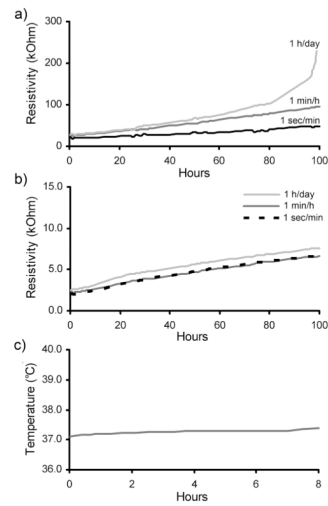 a)
300
200
100
0
Resistivity (kOhm)
1 h/day
1 min/h
1 sec/min
0 20 40 60 80 100
Hours
b)
15.0
10.0
5.0
0.0
Resistivity (kOhm)
1 h/day
1 min/h
1 sec/min
0 20 40 60 80 100
Hours
c)
40.0
39.0
38.0
37.0
36.0
Temperature (°C)
0 2 4 6 8
Hours